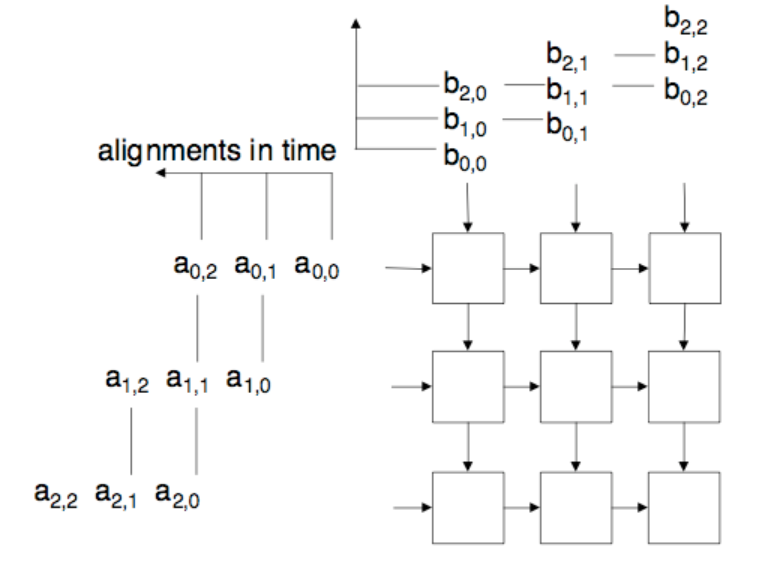 b2,2
b2,1 b1,2
b2,0 b1,1 b0,2
b1,0 b0,1
b0,0
alignments in time
a0,2 a0,1 a0,0
a1,2 a1,1 a1,0
a2,2 a2,1 a2,0